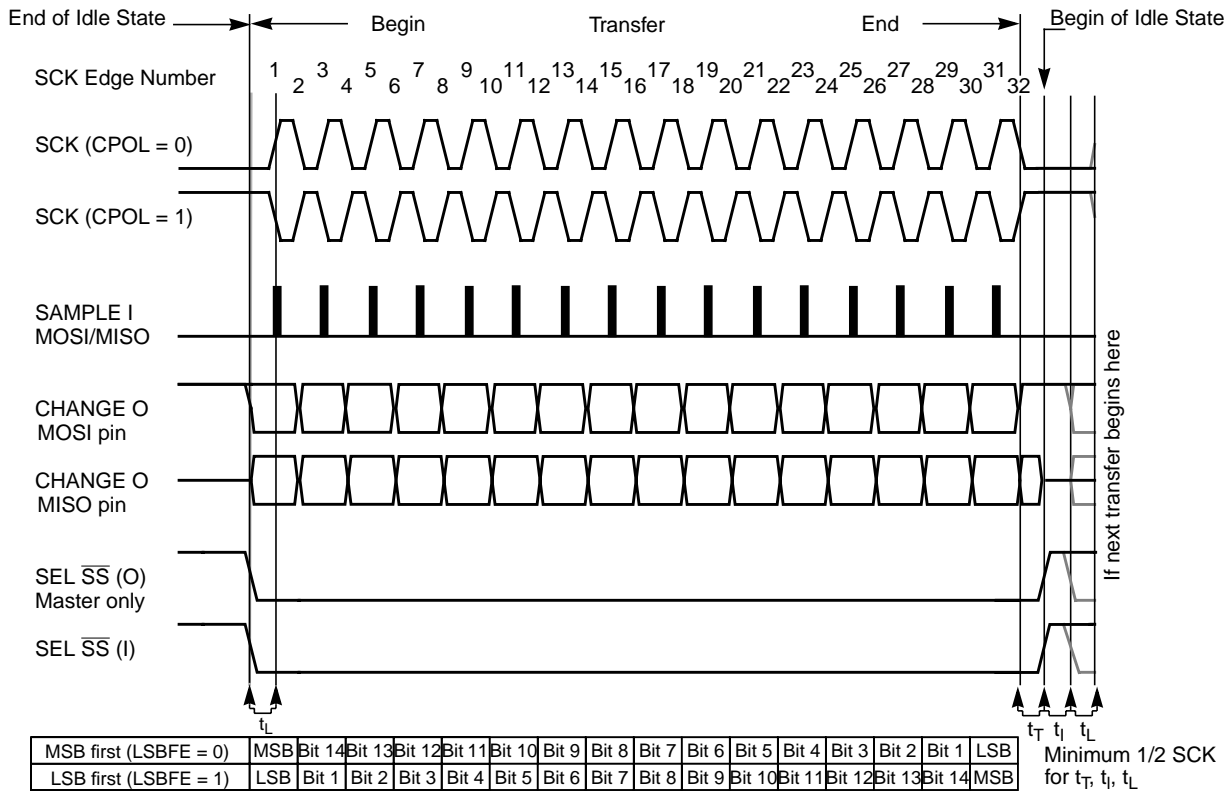 End of Idle State
Begin
Transfer
End
Begin of Idle State
SCK Edge Number
1 2 3 4 5 6 7 8 9 10 11 12 13 14 15 16 17 18 19 20 21 22 23 24 25 26 27 28 29 30 31 32
SCK (CPOL = 0)
SCK (CPOL = 1)
SAMPLE I
MOSI/MISO
CHANGE O
MOSI pin
CHANGE O
MISO pin
SEL SS (O)
Master only
SEL SS (I)
If next transfer begins here
tL
tT tI tL
MSB first (LSBFE = 0) MSB Bit 14 Bit 13 Bit 12 Bit 11 Bit 10 Bit 9 Bit 8 Bit 7 Bit 6 Bit 5 Bit 4 Bit 3 Bit 2 Bit 1 LSB
LSB first (LSBFE = 1) LSB Bit 1 Bit 2 Bit 3 Bit 4 Bit 5 Bit 6 Bit 7 Bit 8 Bit 9 Bit 10 Bit 11 Bit 12 Bit 13 Bit 14 MSB
Minimum 1/2 SCK
for tT, tI, tL